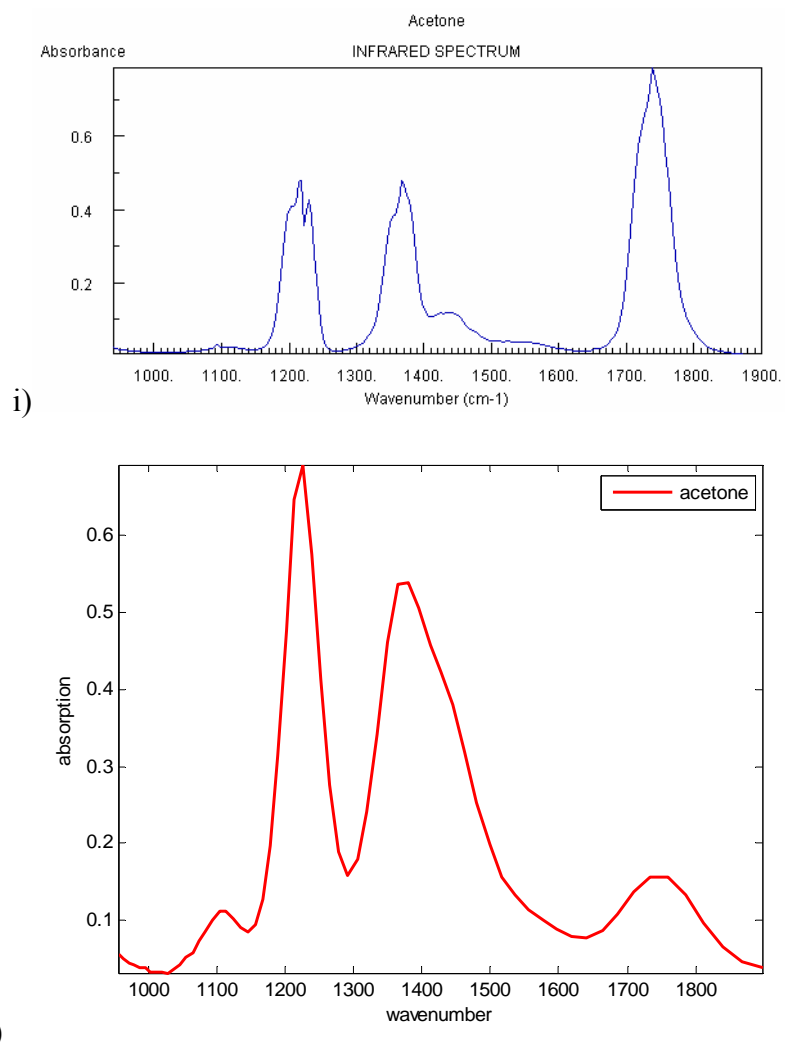 Acetone
Absorbance INFRARED SPECTRUM
0.6
0.4
0.2
1000. 1100. 1200. 1300. 1400. 1500. 1600. 1700. 1800. 1900.
Wavenumber (cm-1)
i)
acetone
0.6
0.5
0.4
0.3
0.2
0.1
absorption
1000 1100 1200 1300 1400 1500 1600 1700 1800
wavenumber
)